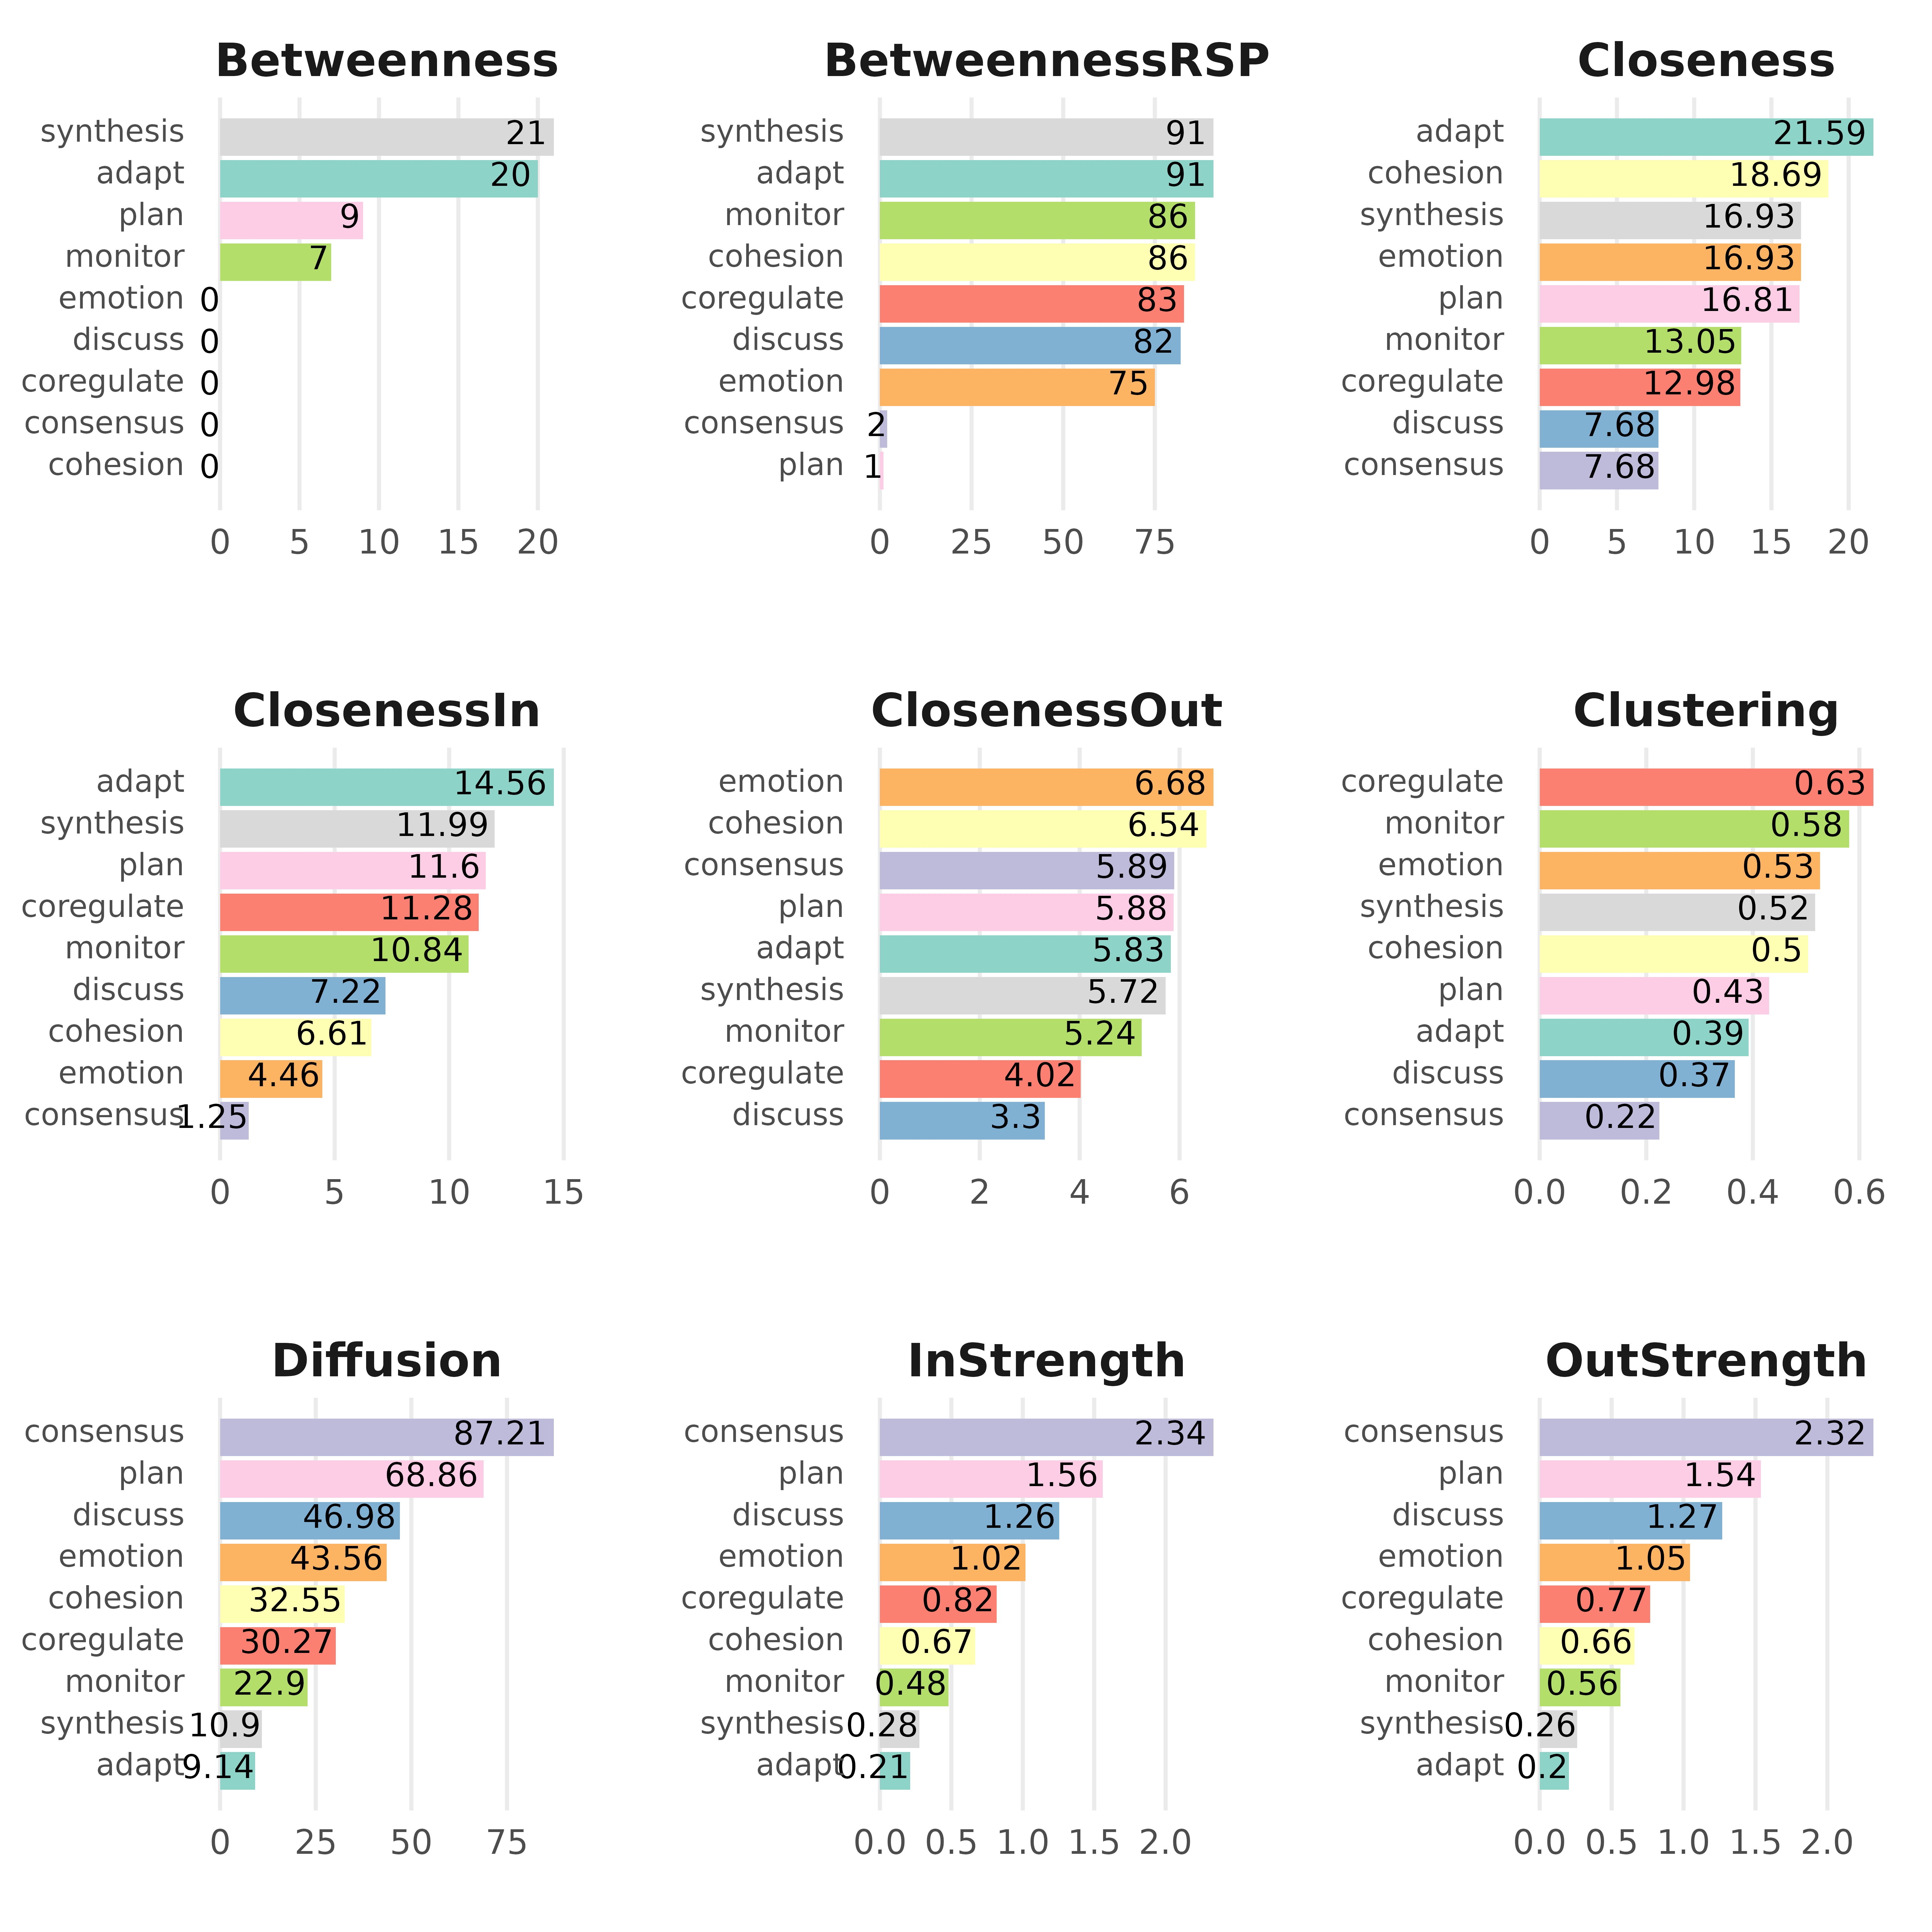 Betweenness
synthesis 21
adapt 20
plan 9
monitor 7
emotion 0
discuss 0
coregulate 0
consensus 0
cohesion 0
0 5 10 15 20
BetweennessRSP
synthesis 91
adapt 91
monitor 86
cohesion 86
coregulate 83
discuss 82
emotion 75
consensus 2
plan 1
0 25 50 75
Closeness
adapt 21.59
cohesion 18.69
synthesis 16.93
emotion 16.93
plan 16.81
monitor 13.05
coregulate 12.98
discuss 7.68
consensus 7.68
0 5 10 15 20
ClosenessIn
adapt 14.56
synthesis 11.99
plan 11.6
coregulate 11.28
monitor 10.84
discuss 7.22
cohesion 6.61
emotion 4.46
consensus 1.25
0 5 10 15
ClosenessOut
emotion 6.68
cohesion 6.54
consensus 5.89
plan 5.88
adapt 5.83
synthesis 5.72
monitor 5.24
coregulate 4.02
discuss 3.3
0 2 4 6
Clustering
coregulate 0.63
monitor 0.58
emotion 0.53
synthesis 0.52
cohesion 0.5
plan 0.43
adapt 0.39
discuss 0.37
consensus 0.22
0.0 0.2 0.4 0.6
Diffusion
consensus 87.21
plan 68.86
discuss 46.98
emotion 43.56
cohesion 32.55
coregulate 30.27
monitor 22.9
synthesis 10.9
adapt 9.14
0 25 50 75
InStrength
consensus 2.34
plan 1.56
discuss 1.26
emotion 1.02
coregulate 0.82
cohesion 0.67
monitor 0.48
synthesis 0.28
adapt 0.21
0.0 0.5 1.0 1.5 2.0
OutStrength
consensus 2.32
plan 1.54
discuss 1.27
emotion 1.05
coregulate 0.77
cohesion 0.66
monitor 0.56
synthesis 0.26
adapt 0.2
0.0 0.5 1.0 1.5 2.0